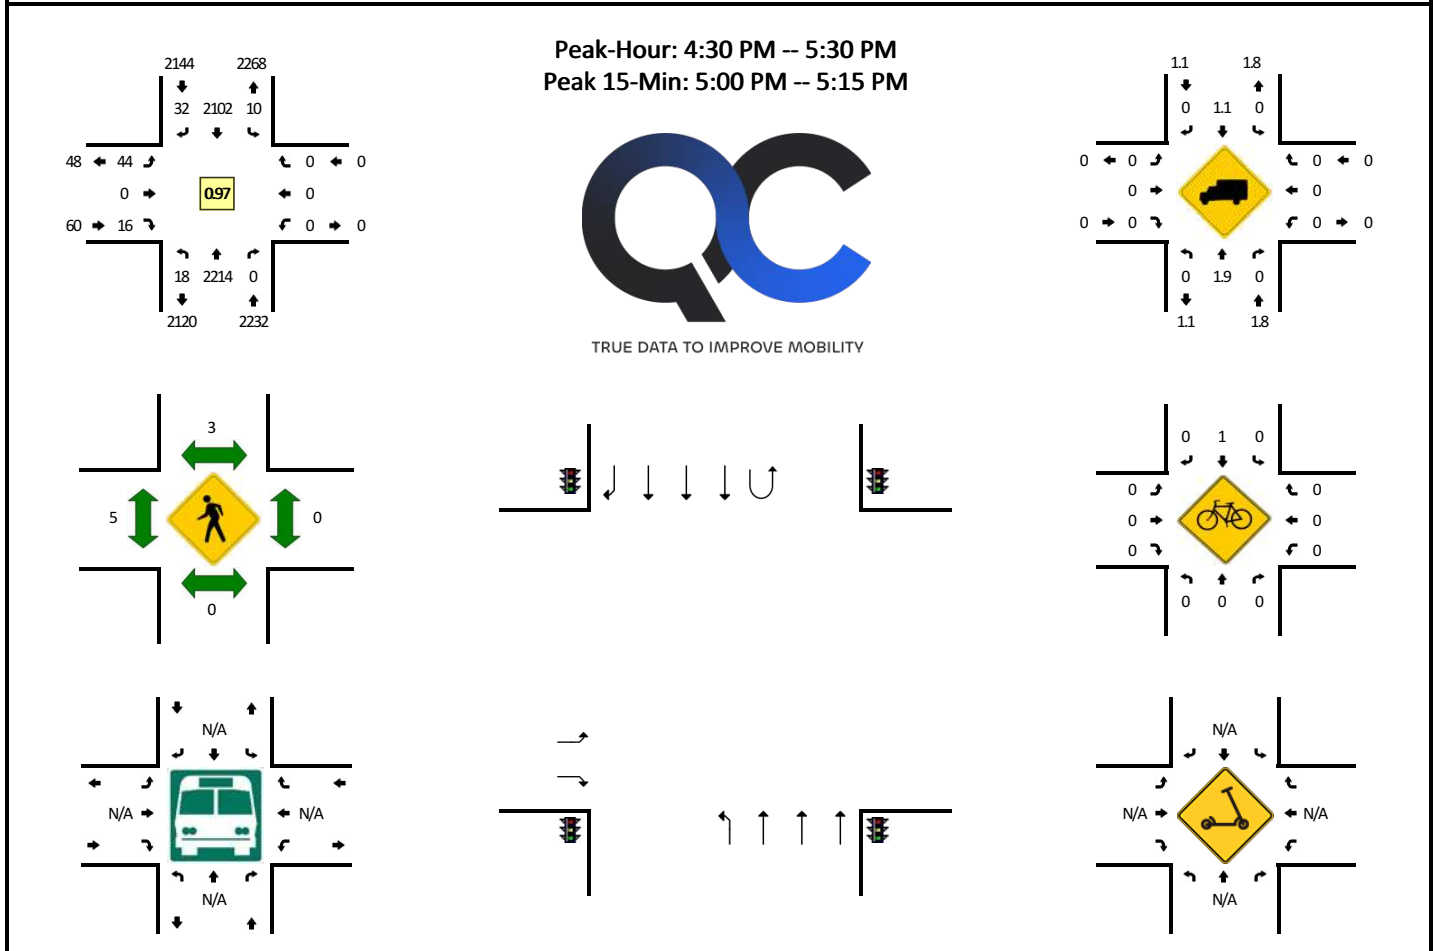 Peak-Hour: 4:30 PM -- 5:30 PM
Peak 15-Min: 5:00 PM -- 5:15 PM
2144 2268
32 2102 10
48 44 0 0
0 0.97 0
60 16 0 0
18 2214 0
2120 2232
QC
TRUE DATA TO IMPROVE MOBILITY
1.1 1.8
0 1.1 0
0 0 0 0
0 0
0 0 0 0
0 1.9 0
1.1 1.8
3
5 0
0
0 1 0
0 0
0 0
0 0
0 0 0
N/A
N/A N/A
N/A
N/A
N/A N/A
N/A